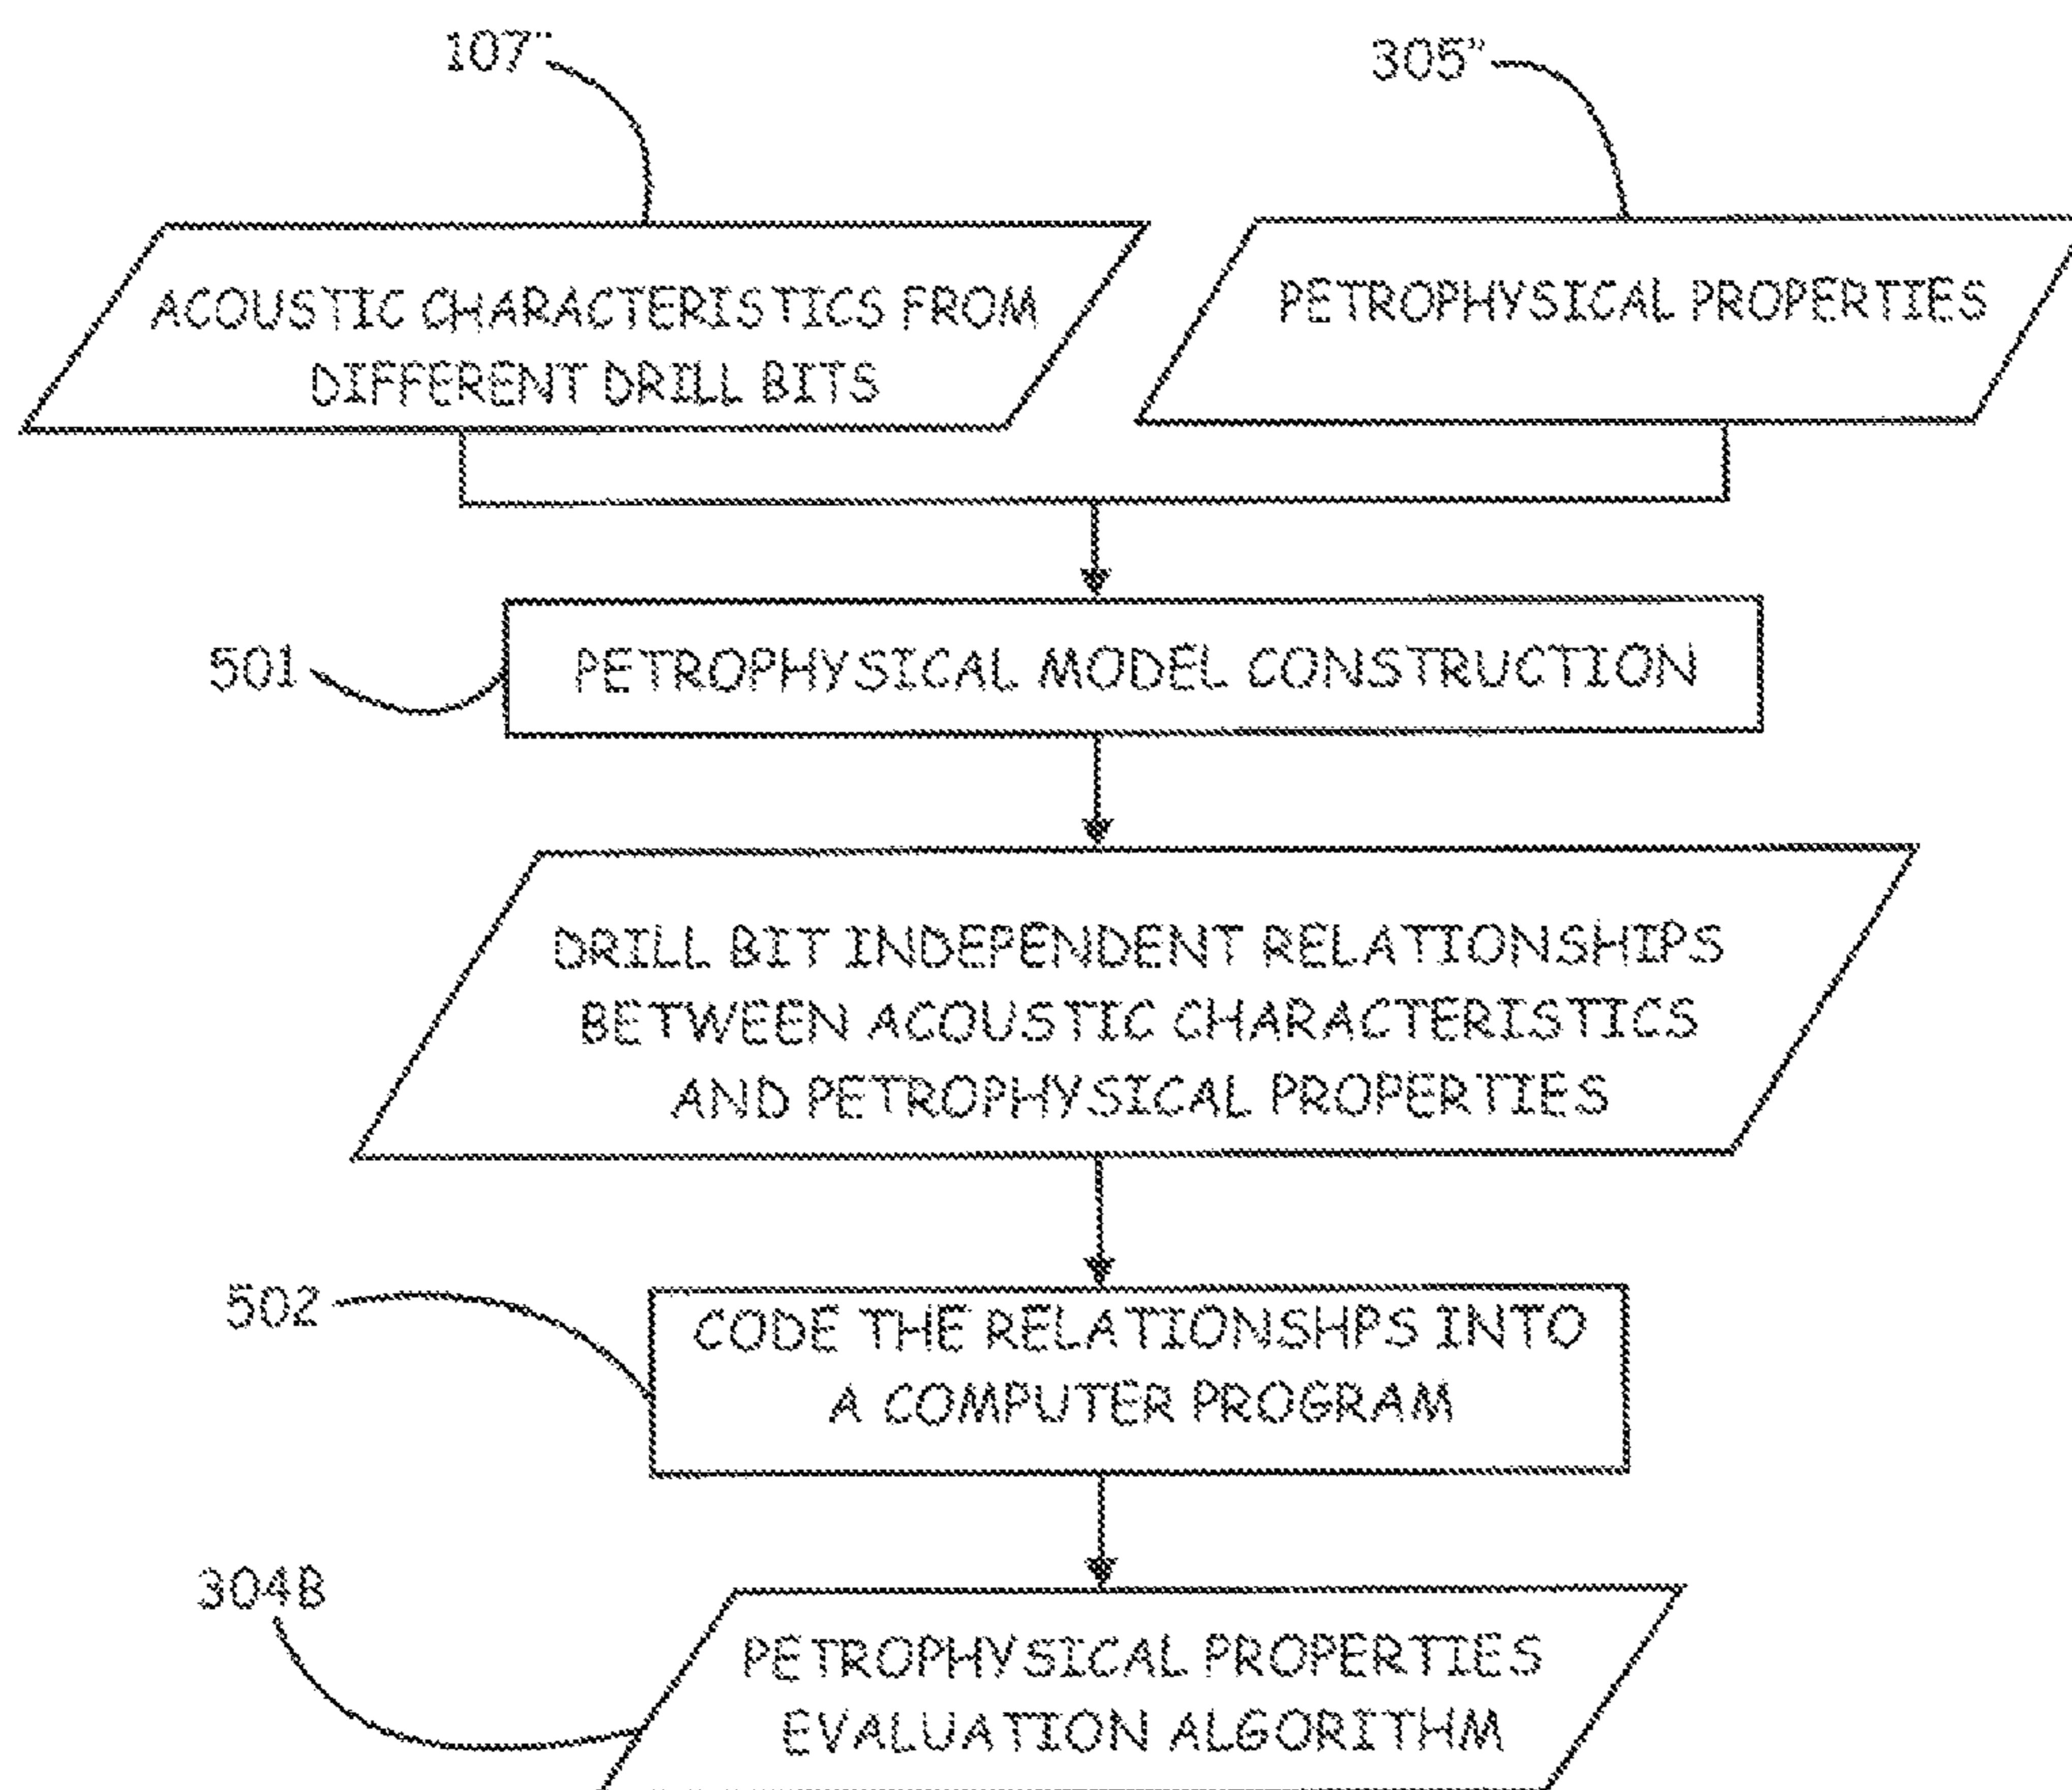 107"
305"
ACOUSTIC CHARACTERISTICS FROM
DIFFERENT DRILL BITS
PETROPHYSICAL PROPERTIES
501
PETROPHYSICAL MODEL CONSTRUCTION
DRILL BIT INDEPENDENT RELATIONSHIPS
BETWEEN ACOUSTIC CHARACTERISTICS
AND PETROPHYSICAL PROPERTIES
502
CODE THE RELATIONSHPS INTO
A COMPUTER PROGRAM
304B
PETROPHYSICAL PROPERTIES
EVALUATION ALGORITHM